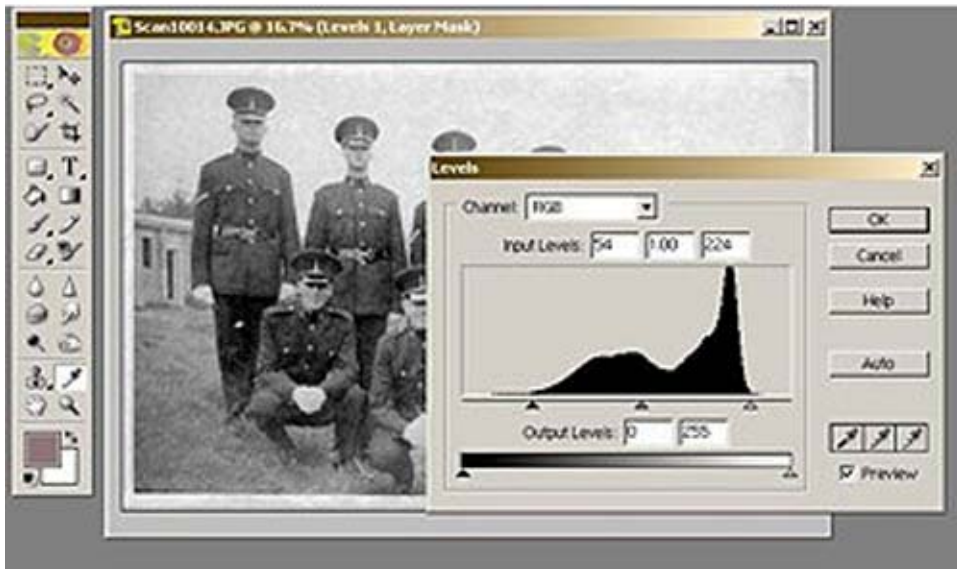 Scan10014.JPG @ 16.7% (Levels 1, Layer Mask)
T
Levels
Channel: RGB
Input Levels: 54 1.00 224
Output Levels: 0 255
OK
Cancel
Help
Auto
Preview